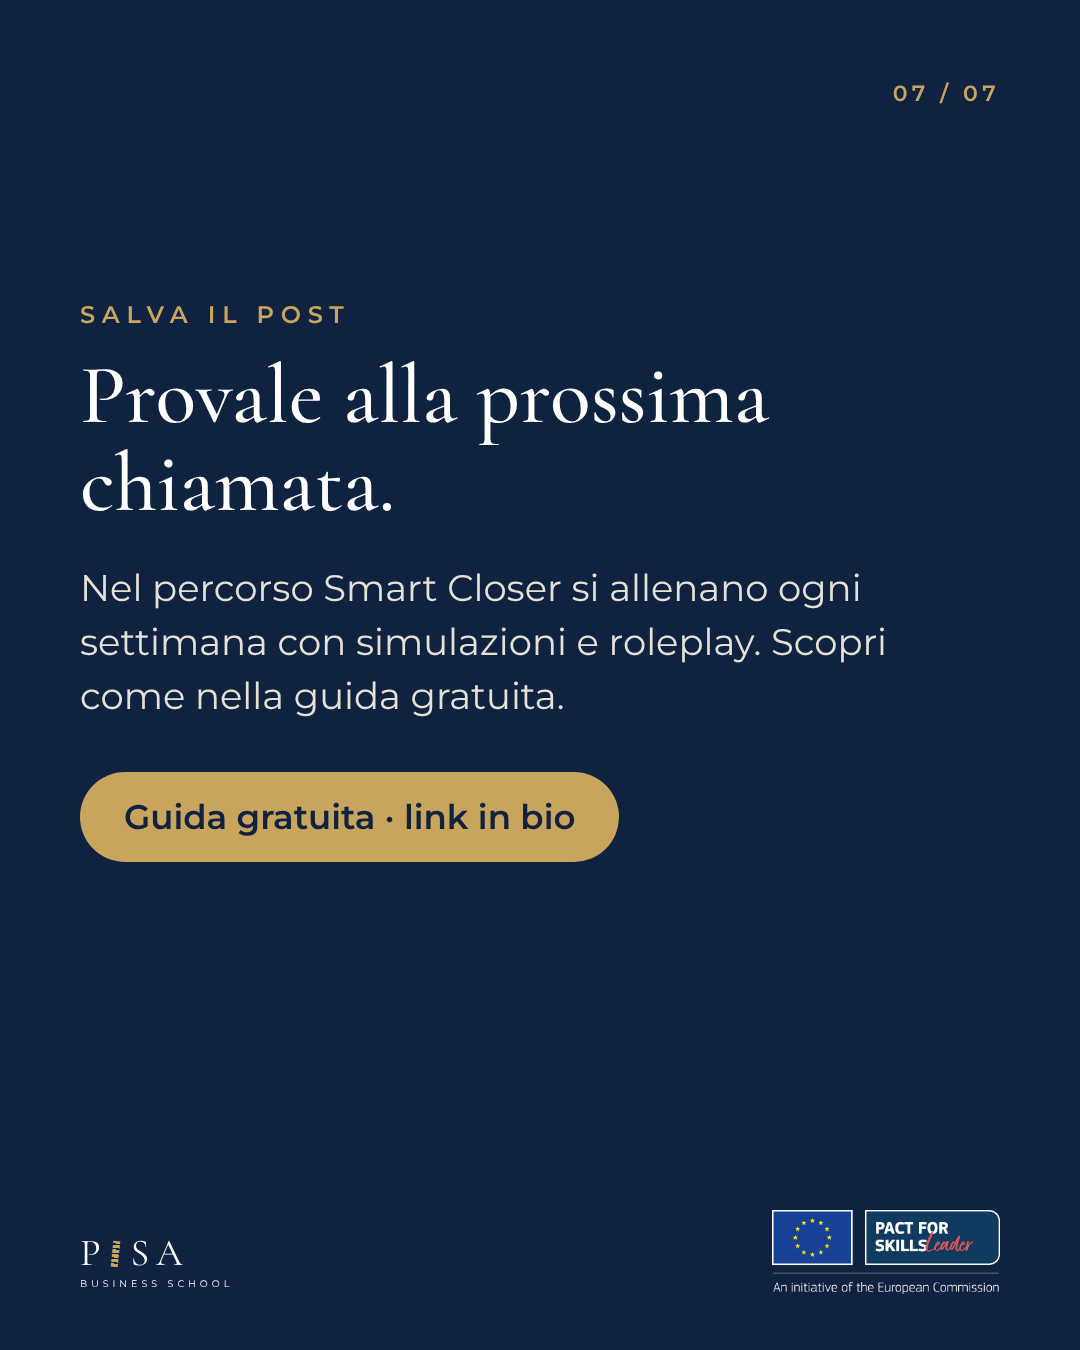 07 / 07
SALVA IL POST
Provale alla prossima
chiamata.
Nel percorso Smart Closer si allenano ogni
settimana con simulazioni e roleplay. Scopri
come nella guida gratuita.
Guida gratuita · link in bio
PISA
BUSINESS SCHOOL
PACT FOR
SKILLS Leader
An initiative of the European Commission